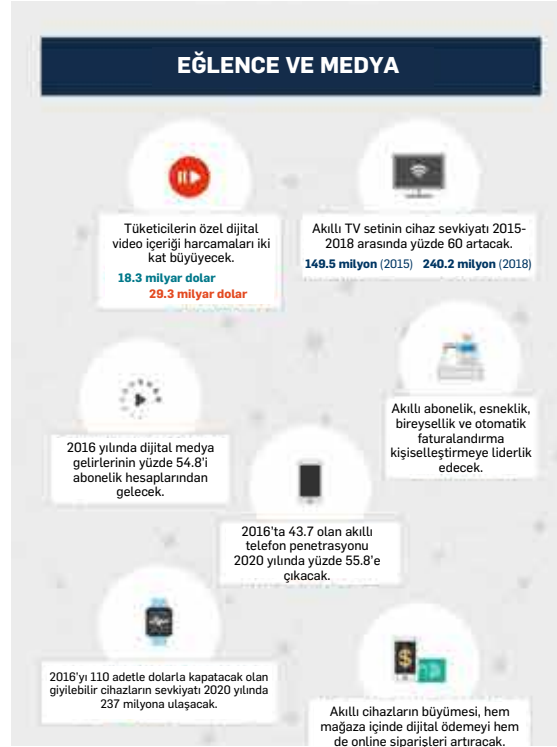 EĞLENCE VE MEDYA
Tüketicilerin özel dijital
video içeriği harcamaları iki
kat büyüyecek.
18.3 milyar dolar
29.3 milyar dolar
Akıllı TV setinin cihaz sevkiyatı 2015-
2018 arasında yüzde 60 artacak.
149.5 milyon (2015) 240.2 milyon (2018)
2016 yılında dijital medya
gelirlerinin yüzde 54.8'i
abonelik hesaplarından
gelecek.
Akıllı abonelik, esneklik,
bireysellik ve otomatik
faturalandırma
kişiselleştirmeye liderlik
edecek.
2016'ta 43.7 olan akıllı
telefon penetrasyonu
2020 yılında yüzde 55.8'e
çıkacak.
2016'yı 110 adetle dolarla kapatacak olan
giyilebilir cihazların sevkiyatı 2020 yılında
237 milyona ulaşacak.
$
Akıllı cihazların büyümesi, hem
mağaza içinde dijital ödemeyi hem
de online siparişleri artıracak.